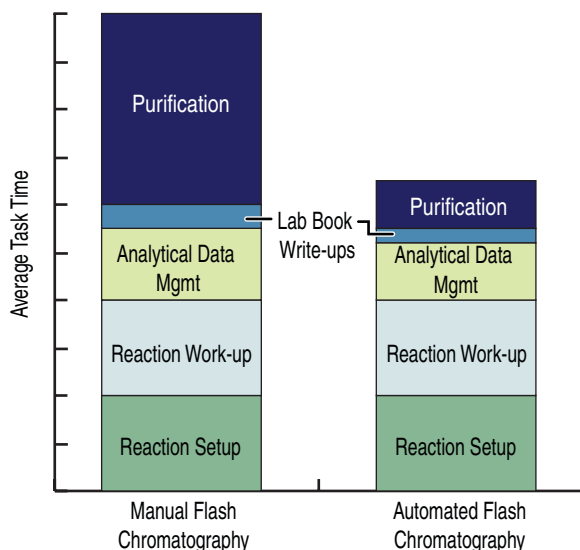 Average Task Time
Purification
Lab Book
Write-ups
Analytical Data
Mgmt
Reaction Work-up
Reaction Setup
Purification
Analytical Data
Mgmt
Reaction Work-up
Reaction Setup
Manual Flash
Chromatography
Automated Flash
Chromatography